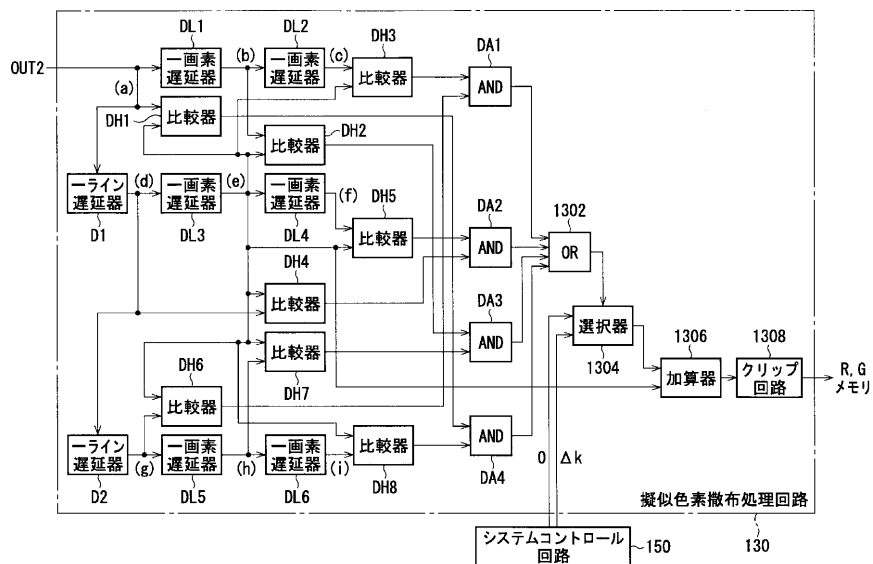 DL1
DL2
DH3
DA1
OUT2
(a)
一画素
遅延器
(b)
一画素
遅延器
(c)
比較器
AND
DH1
比較器
DH2
比較器
一ライン
遅延器
D1
(d)
一画素
遅延器
DL3
(e)
一画素
遅延器
DL4
(f)
DH5
比較器
DA2
AND
1302
OR
DH4
比較器
DA3
AND
選択器
1304
DH7
比較器
DH6
比較器
1306
加算器
1308
クリップ
回路
R, G
メモリ
一ライン
遅延器
D2
(g)
一画素
遅延器
DL5
(h)
一画素
遅延器
DL6
(i)
比較器
DH8
AND
DA4
0
Δk
擬似色素撒布処理回路
130
システムコントロール
回路
150